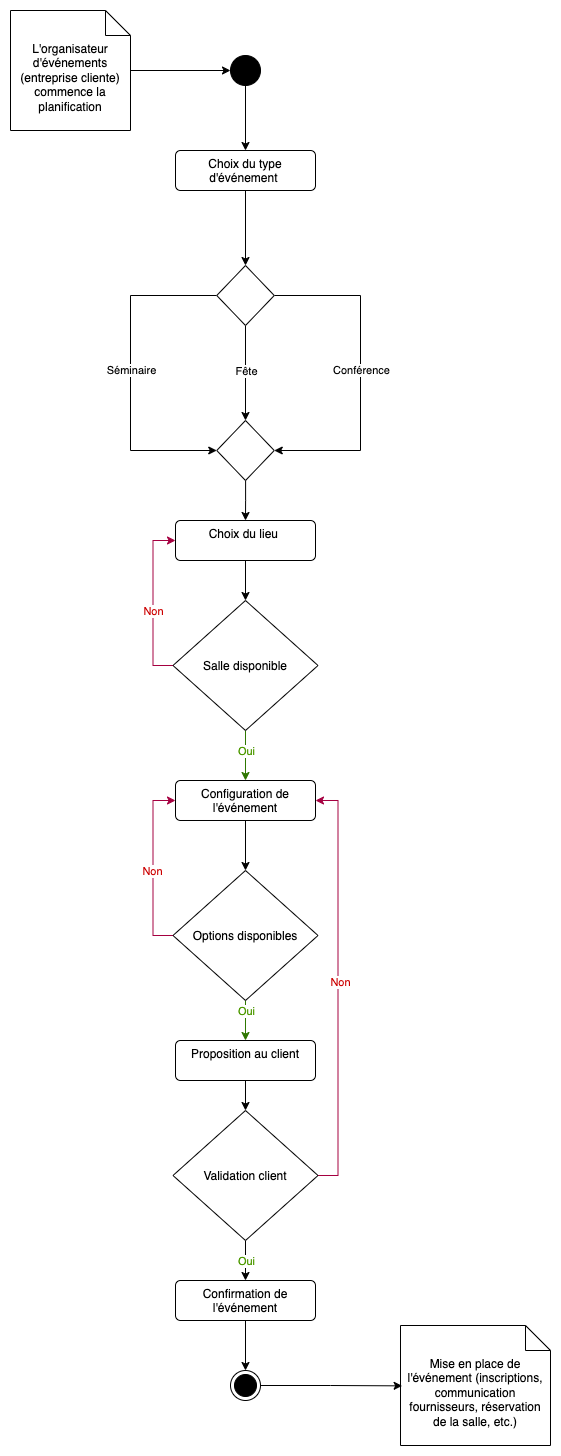 L'organisateur
d'événements
(entreprise cliente)
commence la
planification
Choix du type
d'événement
Séminaire
Fête
Conférence
Choix du lieu
Non
Salle disponible
Oui
Configuration de
l'événement
Non
Options disponibles
Non
Oui
Proposition au client
Validation client
Oui
Confirmation de
l'événement
Mise en place de
l'événement (inscriptions,
communication
fournisseurs, réservation
de la salle, etc.)